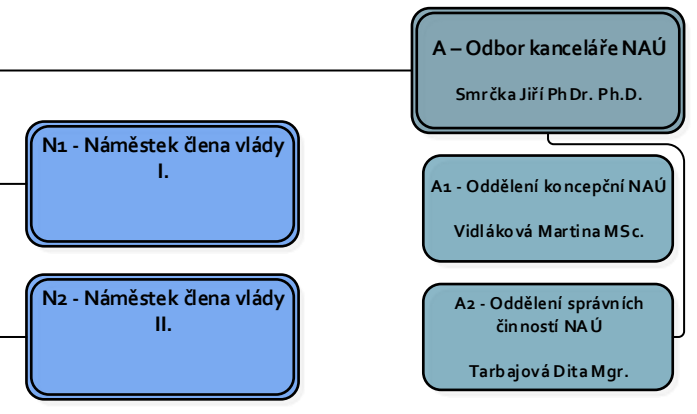 A – Odbor kanceláře NAÚ
Smrčka Jiří PhDr. Ph.D.
N1 - Náměstek člena vlády
I.
A1 - Oddělení koncepční NAÚ
Vidláková Martina MSc.
N2 - Náměstek člena vlády
II.
A2 - Oddělení správních
činností NAÚ
Tarbajová Dita Mgr.